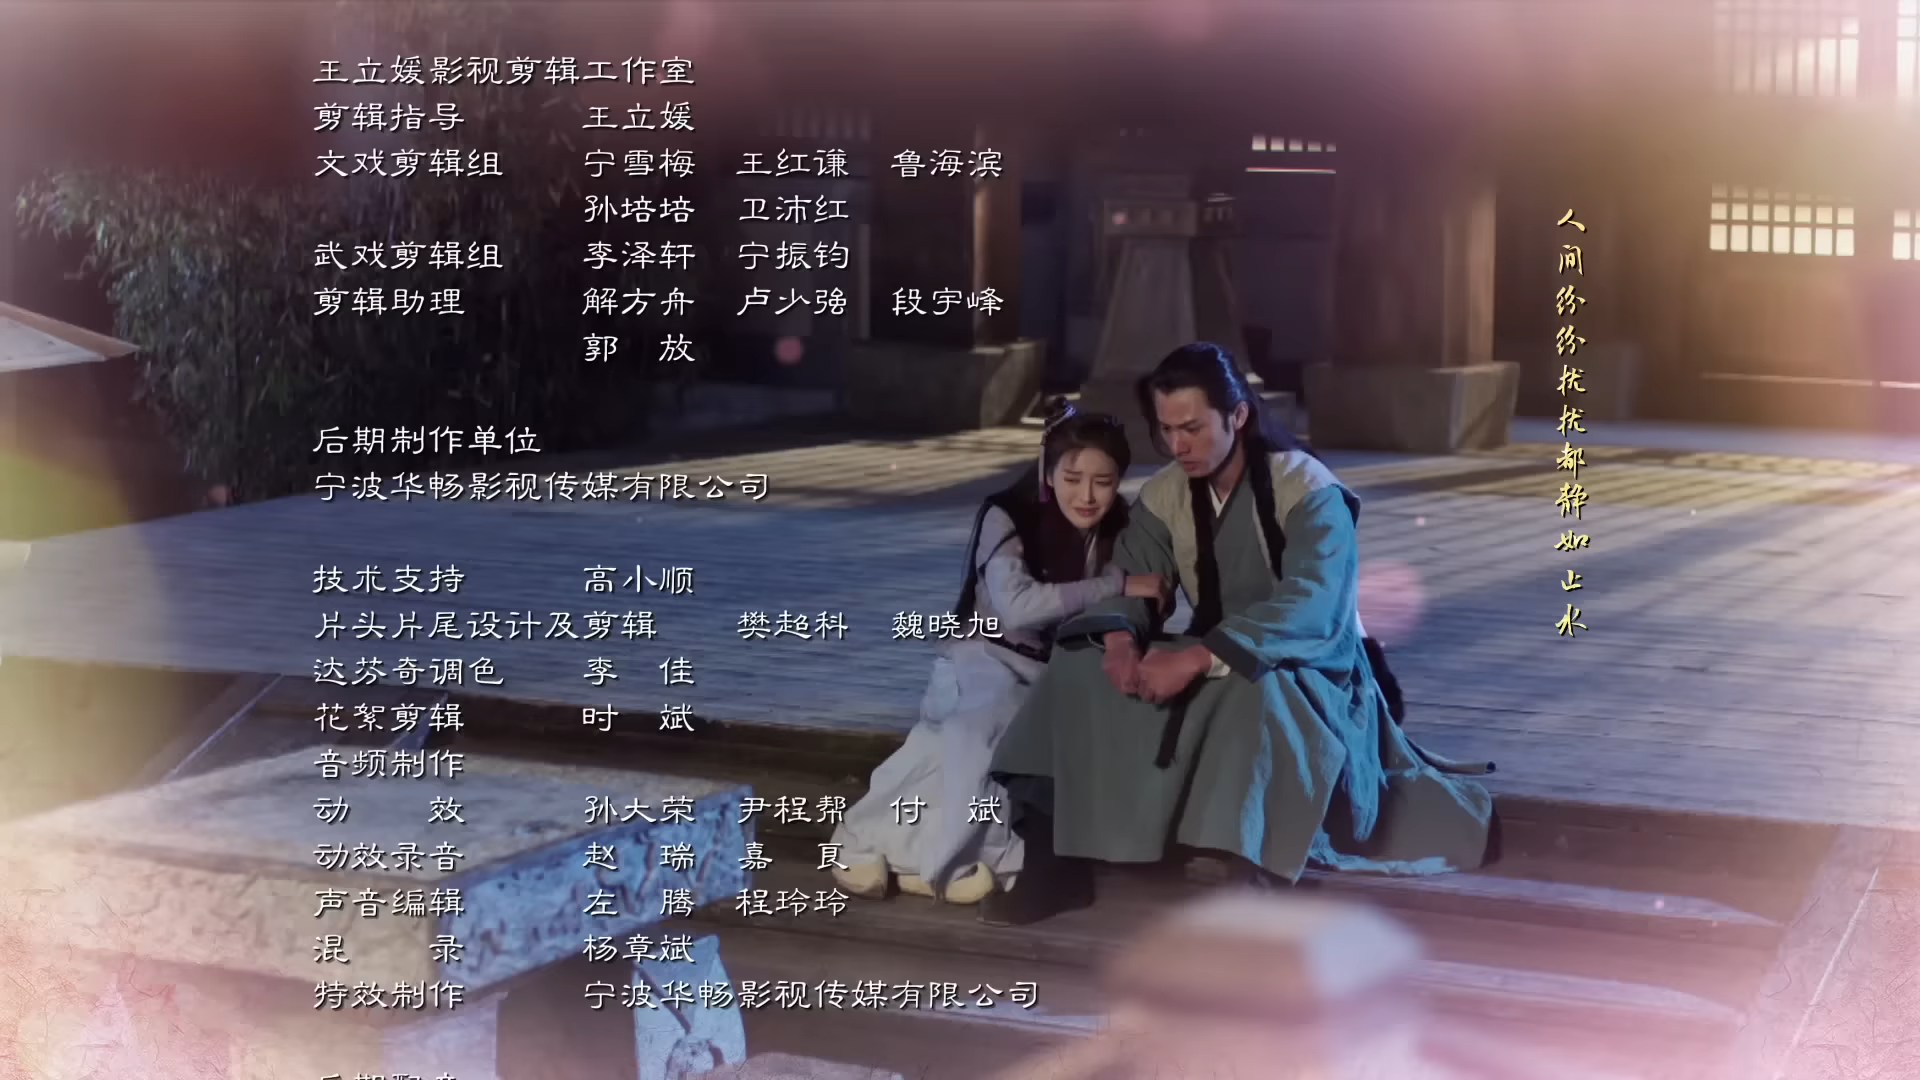 王立媛影视剪辑工作室
剪辑指导 王立媛
文戏剪辑组 宁雪梅 王红谦 鲁海滨
孙培培 卫沛红
武戏剪辑组 李泽轩 宁振钧
剪辑助理 解方舟 卢少强 段宇峰
郭 放
后期制作单位
宁波华畅影视传媒有限公司
技术支持 高小顺
片头片尾设计及剪辑 樊超科 魏晓旭
达芬奇调色 李 佳
花絮剪辑 时 斌
音频制作
动 效 孙大荣 尹程帮 付 斌
动效录音 赵 瑞 嘉 良
声音编辑 左 腾 程玲玲
混 录 杨章斌
特效制作 宁波华畅影视传媒有限公司
人间纷纷扰扰都静如止水